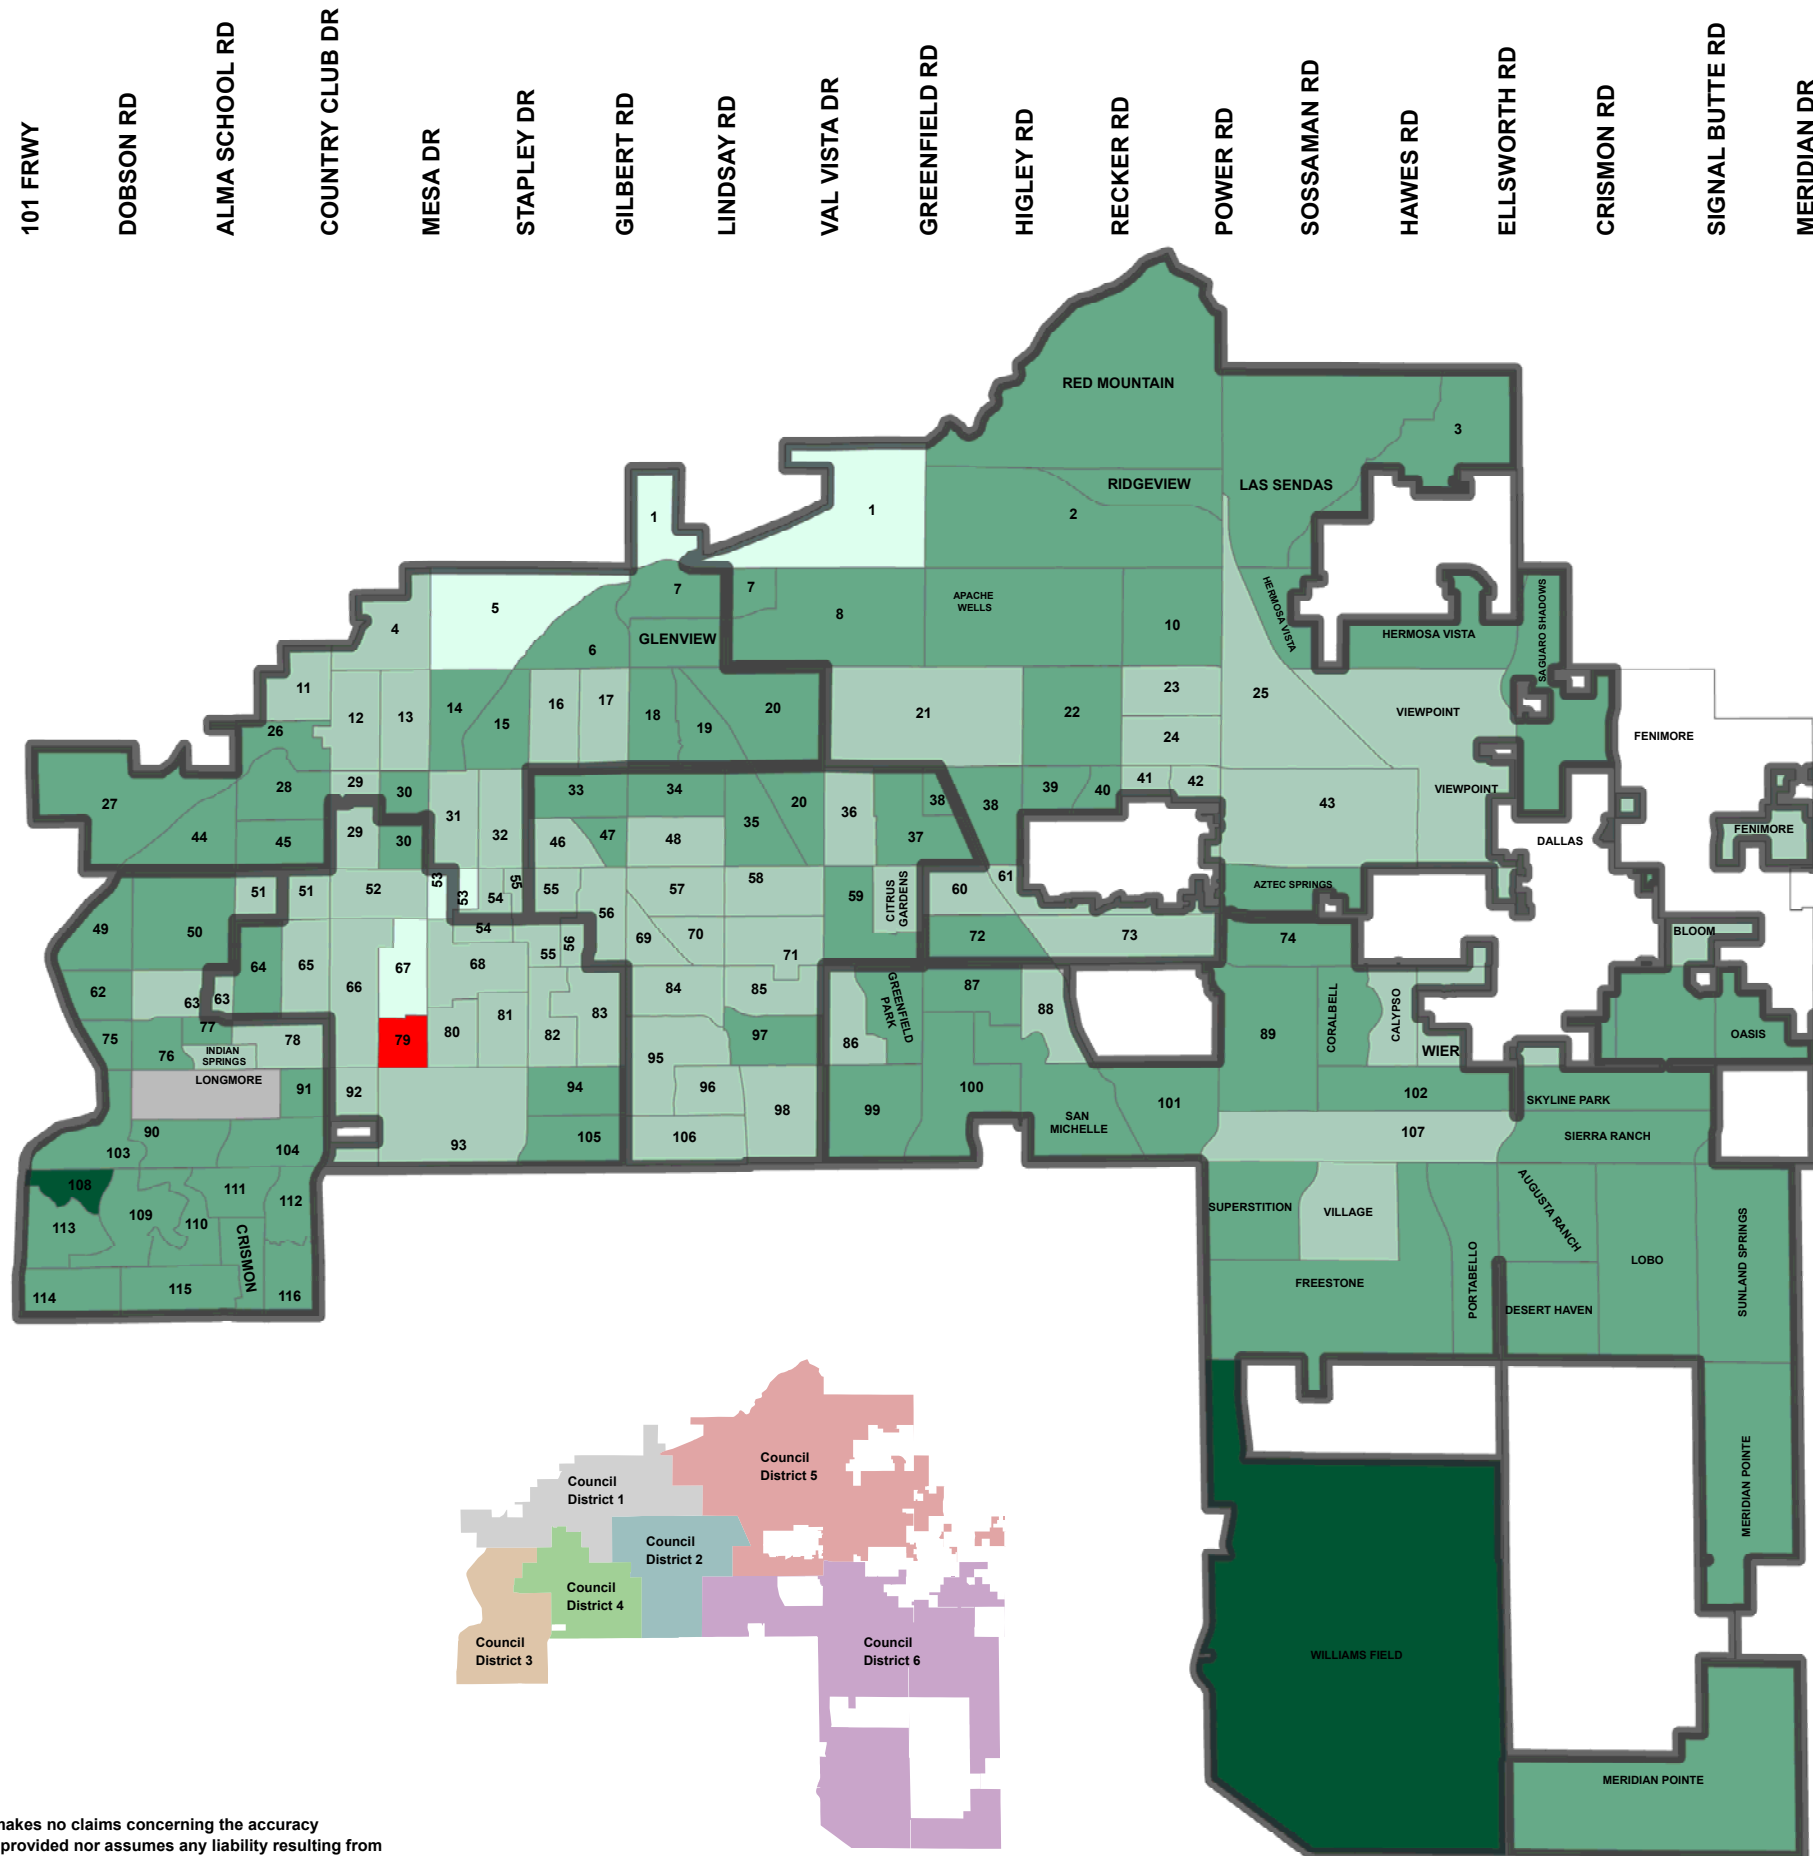 101 FRWY
DOBSON RD
ALMA SCHOOL RD
COUNTRY CLUB DR
MESA DR
STAPLEY DR
GILBERT RD
LINDSAY RD
VAL VISTA DR
GREENFIELD RD
HIGLEY RD
RECKER RD
POWER RD
SOSSAMAN RD
HAWES RD
ELLSWORTH RD
CRISMON RD
SIGNAL BUTTE RD
MERIDIAN DR
RED MOUNTAIN
3
RIDGEVIEW
LAS SENDAS
1
1
2
5
7
7
8
APACHE
WELLS
10
HERMOSA VISTA
HERMOSA VISTA
SAGUARO SHADOWS
4
6
GLENVIEW
11
12
13
14
15
16
17
18
19
20
21
22
23
24
25
VIEWPOINT
FENIMORE
26
27
28
29
30
31
32
33
34
35
20
36
38
37
38
39
40
41
42
43
VIEWPOINT
DALLAS
FENIMORE
44
45
29
30
46
47
48
49
50
51
51
52
53
53
54
55
55
56
57
58
59
CITRUS
GARDENS
60
61
AZTEC SPRINGS
54
55
56
69
70
71
72
73
74
BLOOM
62
63
63
64
65
66
67
68
84
85
86
GREENFIELD
PARK
87
88
89
CORALBELL
CALYPSO
WIER
OASIS
75
76
77
INDIAN
SPRINGS
78
79
80
81
82
83
95
97
LONGMORE
91
92
94
96
98
99
100
SAN
MICHELLE
101
102
SKYLINE PARK
90
103
104
93
105
106
107
SIERRA RANCH
108
109
110
111
112
113
CRISMON
114
115
116
SUPERSTITION
VILLAGE
AUGUSTA RANCH
LOBO
SUNLAND SPRINGS
FREESTONE
PORTABELLO
DESERT HAVEN
MERIDIAN POINTE
WILLIAMS FIELD
MERIDIAN POINTE
Council
District 5
Council
District 1
Council
District 2
Council
District 4
Council
District 3
Council
District 6
makes no claims concerning the accuracy
provided nor assumes any liability resulting from